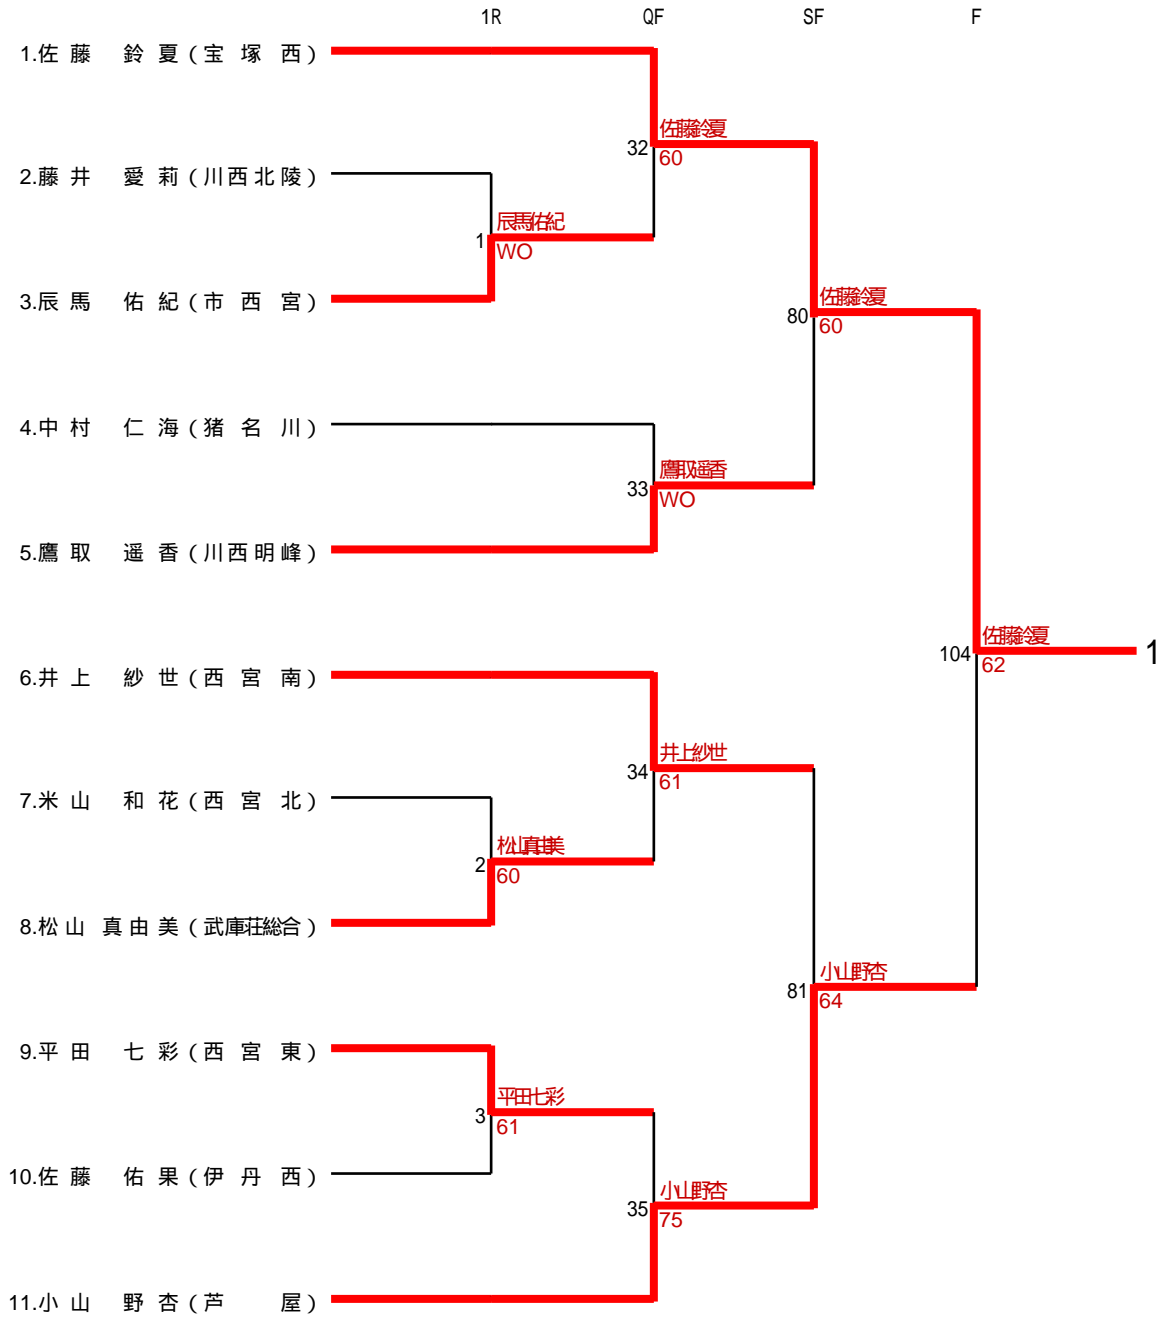 1R QF SF F
1.佐藤 鈴夏(宝塚西)
佐藤鈴夏
32
60
2.藤井 愛莉(川西北陵)
辰馬佑紀
1
WO
3.辰馬 佑紀(市西宮)
佐藤鈴夏
80
60
4.中村 仁海(猪名川)
鷹取遥香
33
WO
5.鷹取 遥香(川西明峰)
佐藤鈴夏
104
1
62
6.井上 紗世(西宮南)
井上紗世
34
61
7.米山 和花(西宮北)
松山真由美
2
60
8.松山 真由美(武庫荘総合)
小山野杏
81
64
9.平田 七彩(西宮東)
平田七彩
3
61
10.佐藤 佑果(伊丹西)
小山野杏
35
75
11.小山 野杏(芦屋)